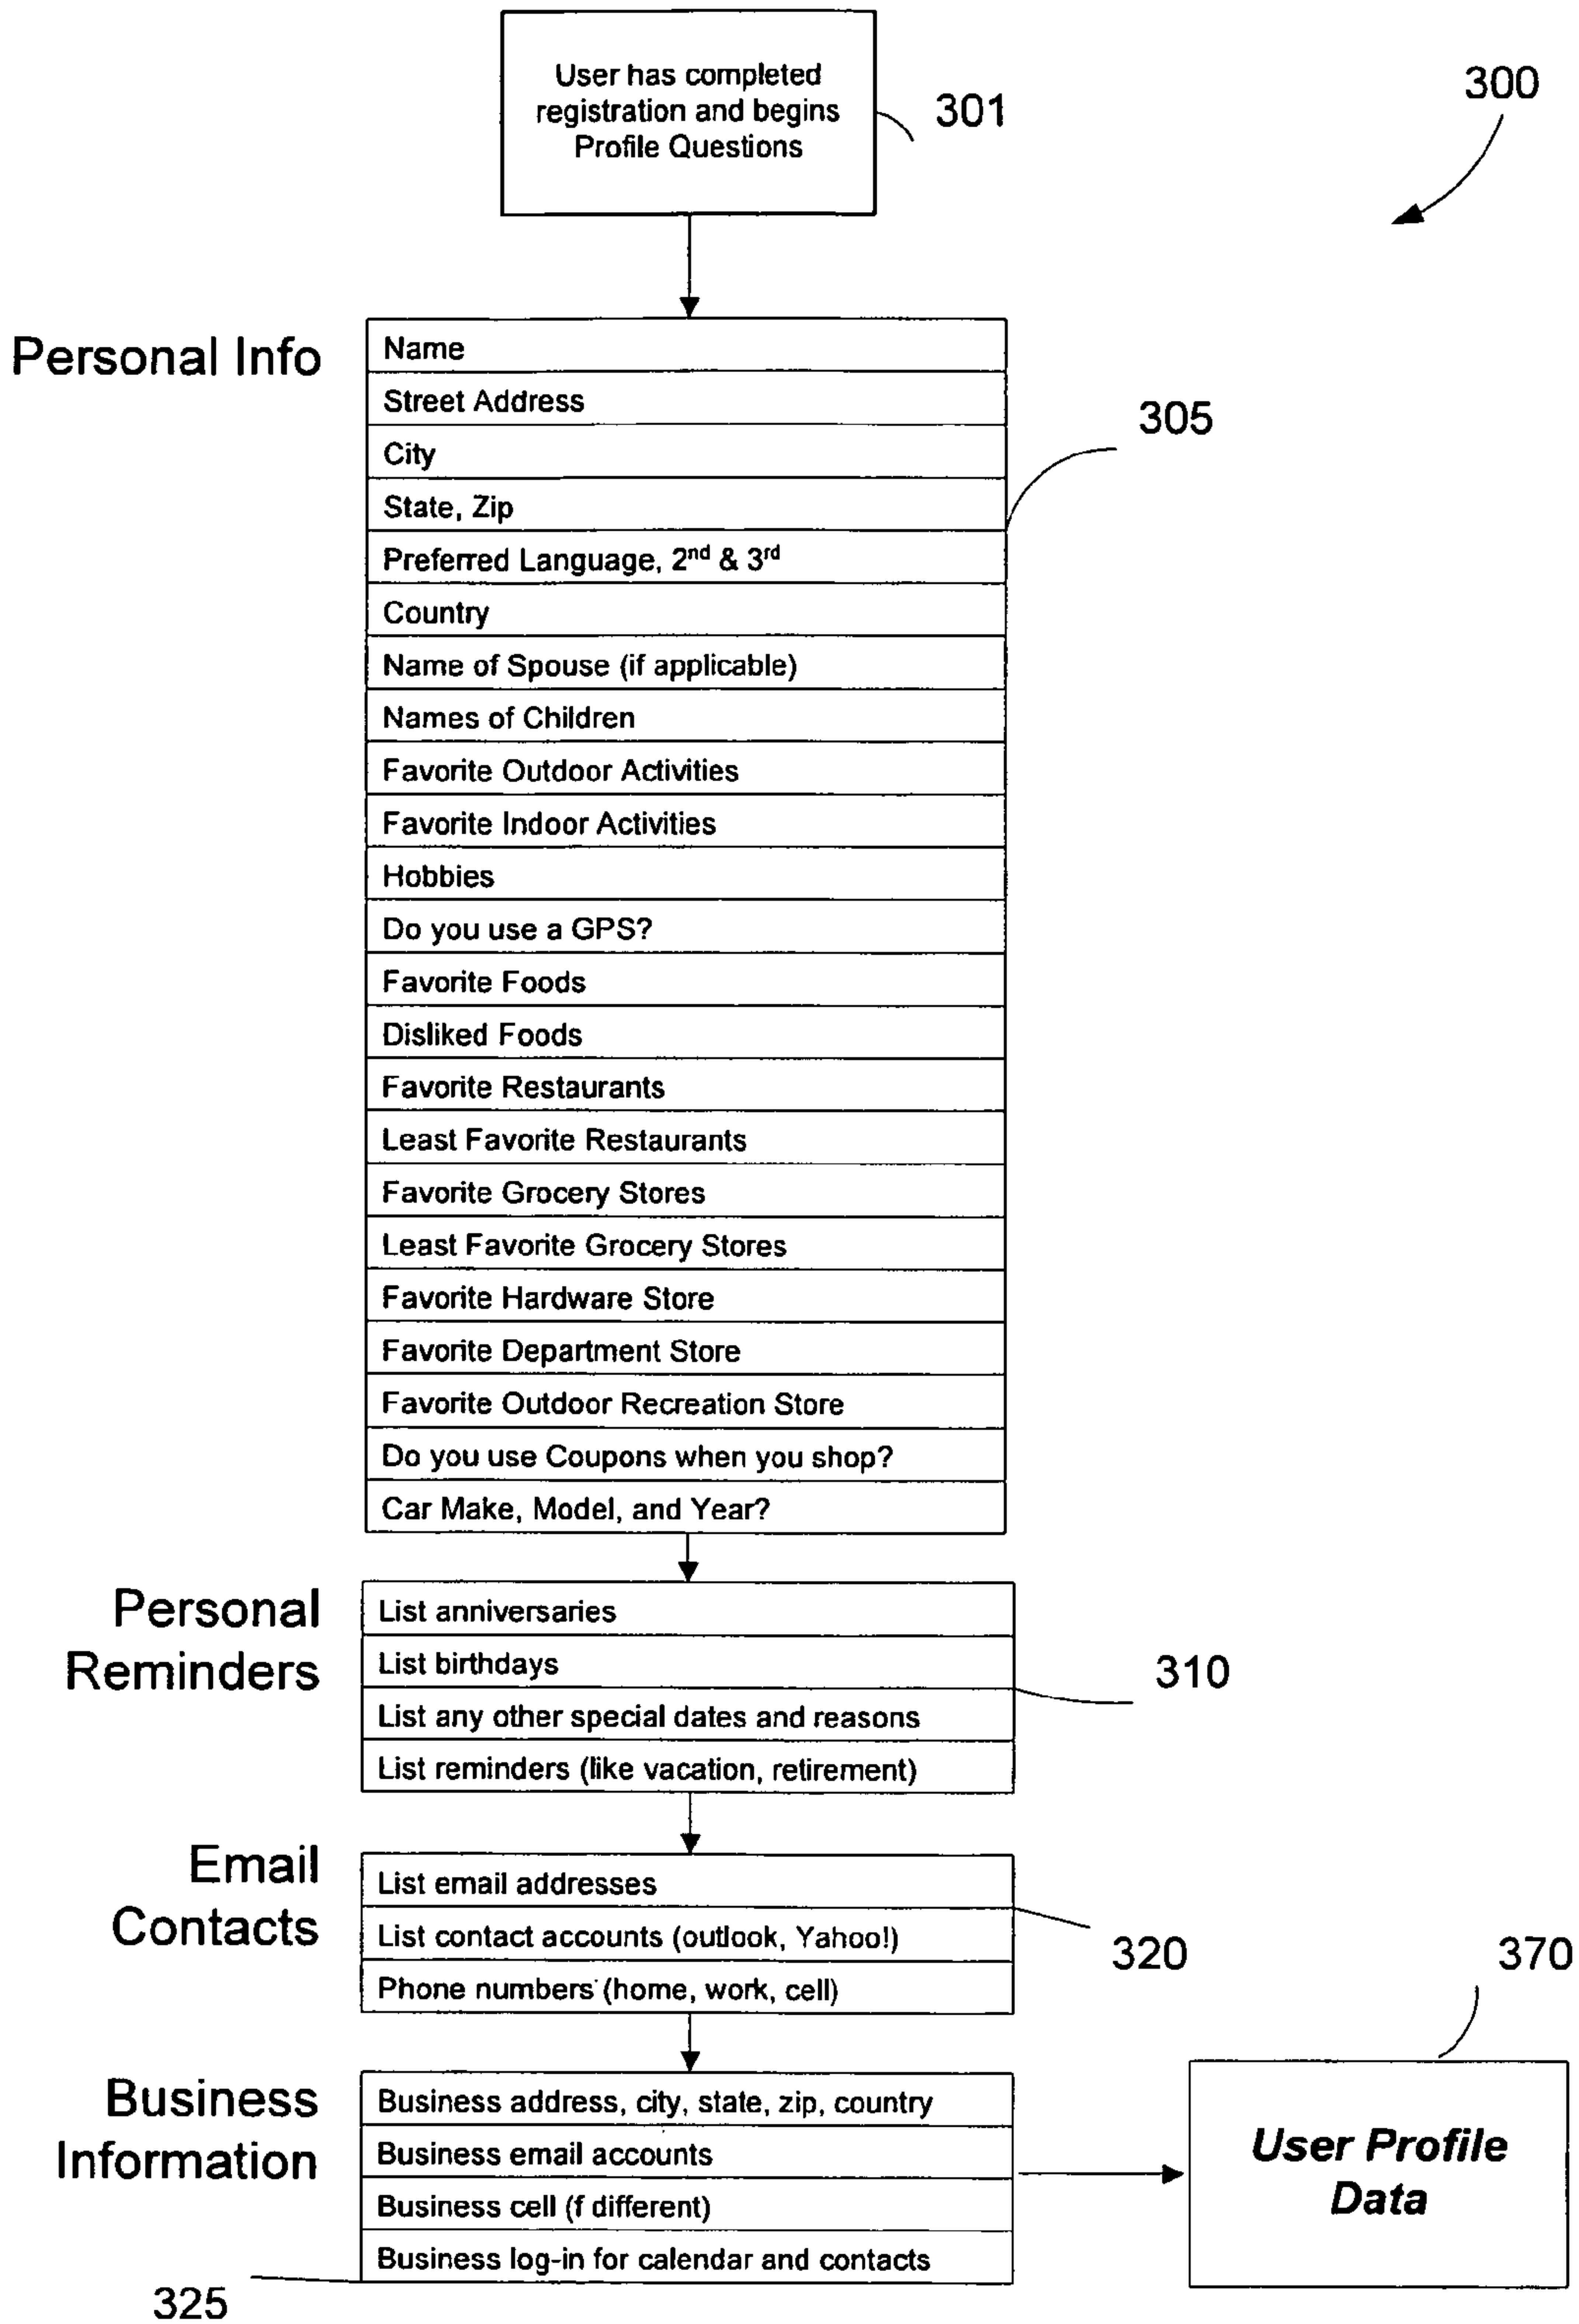 User has completed
registration and begins
Profile Questions
301
300
Personal Info
Name
Street Address
City
State, Zip
Preferred Language, 2nd & 3rd
Country
Name of Spouse (if applicable)
Names of Children
Favorite Outdoor Activities
Favorite Indoor Activities
Hobbies
Do you use a GPS?
Favorite Foods
Disliked Foods
Favorite Restaurants
Least Favorite Restaurants
Favorite Grocery Stores
Least Favorite Grocery Stores
Favorite Hardware Store
Favorite Department Store
Favorite Outdoor Recreation Store
Do you use Coupons when you shop?
Car Make, Model, and Year?
305
Personal
Reminders
List anniversaries
List birthdays
List any other special dates and reasons
List reminders (like vacation, retirement)
310
Email
Contacts
List email addresses
List contact accounts (outlook, Yahoo!)
Phone numbers (home, work, cell)
320
370
Business
Information
Business address, city, state, zip, country
Business email accounts
Business cell (f different)
Business log-in for calendar and contacts
325
User Profile
Data